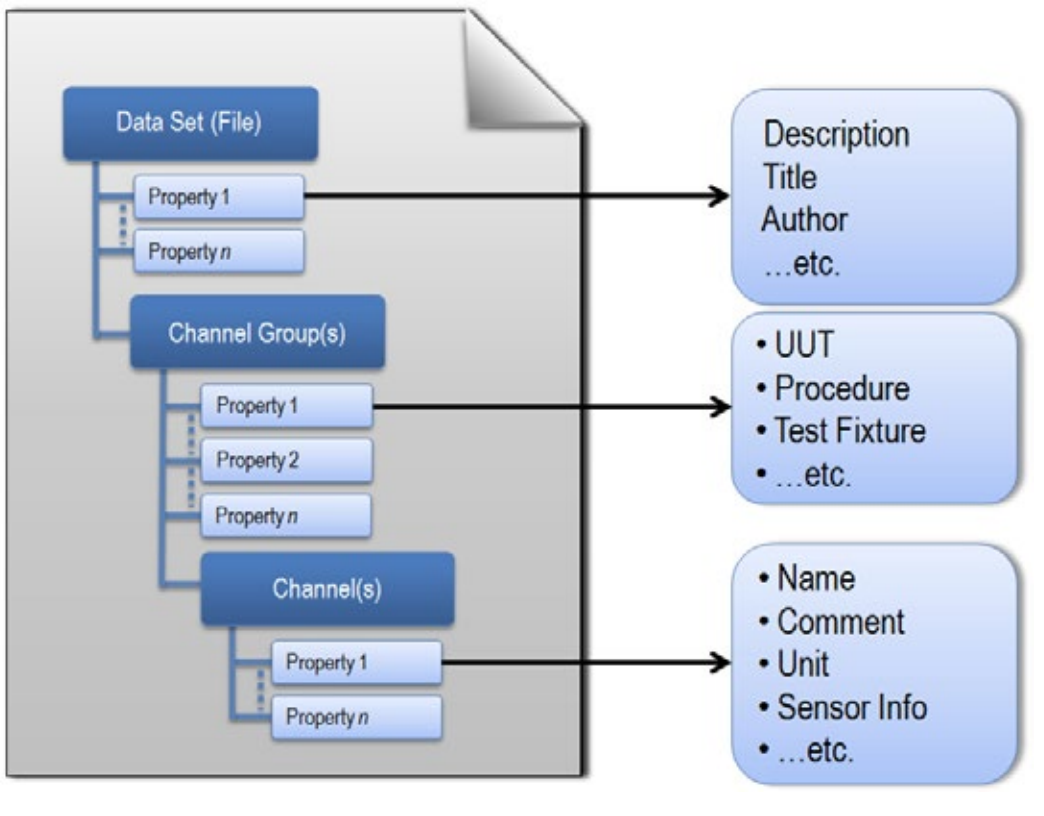 Data Set (File)
Property 1
Property n
Channel Group(s)
Property 1
Property 2
Property n
Channel(s)
Property 1
Property n
Description
Title
Author
...etc.
• UUT
• Procedure
• Test Fixture
• ...etc.
• Name
• Comment
• Unit
• Sensor Info
• ...etc.